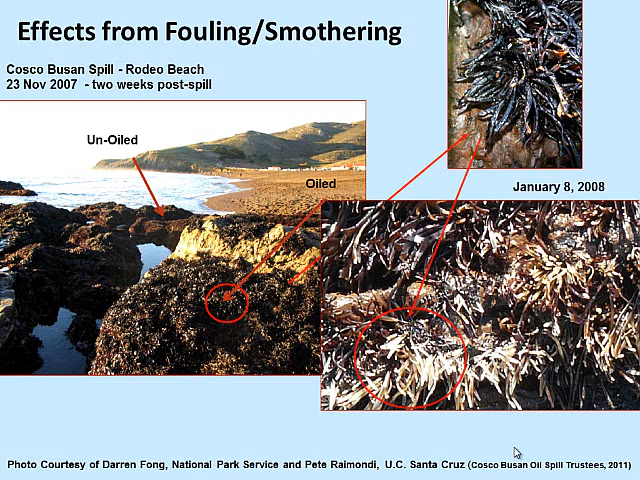 Effects from Fouling/Smothering
Cosco Busan Spill - Rodeo Beach
23 Nov 2007 - two weeks post-spill
Un-Oiled
Oiled
January 8, 2008
Photo Courtesy of Darren Fong, National Park Service and Pete Raimondi, U.C. Santa Cruz (Cosco Busan Oil Spill Trustees, 2011)